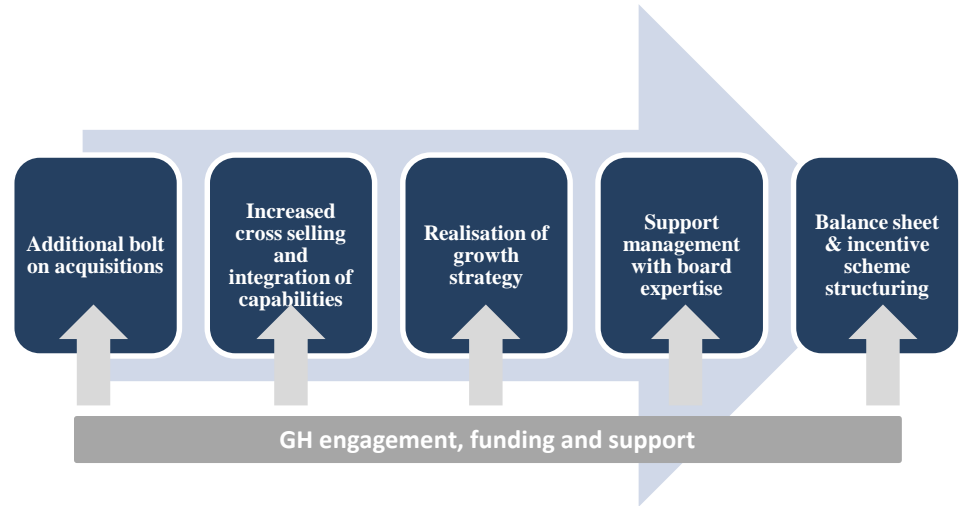 Additional bolt
on acquisitions
Increased
cross selling
and
integration of
capabilities
Realisation of
growth
strategy
Support
management
with board
expertise
Balance sheet
& incentive
scheme
structuring
GH engagement, funding and support